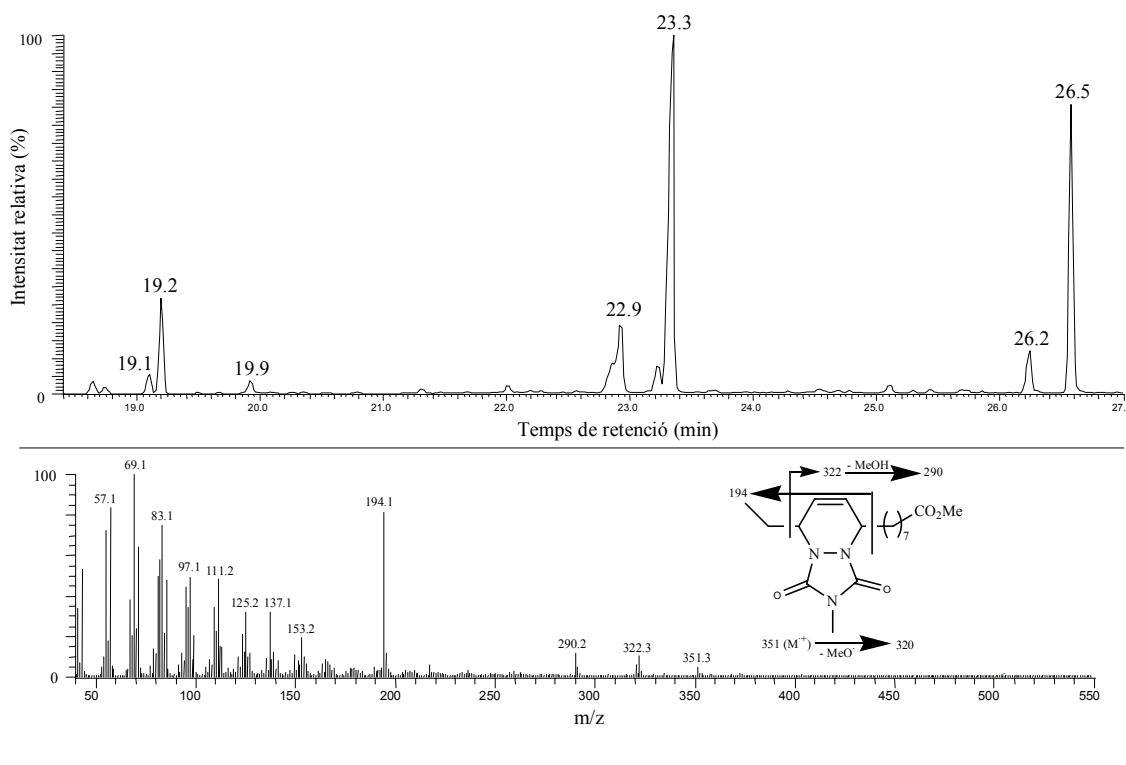 23.3
100
26.5
19.2
22.9
26.2
19.1
19.9
0
19.0 20.0 21.0 22.0 23.0 24.0 25.0 26.0 27.
Intensitat relativa (%)
Temps de retenció (min)
69.1
100
57.1
194.1
83.1
97.1
111.2
125.2
137.1
153.2
290.2
322.3
351.3
0
50 100 150 200 250 300 350 400 450 500 550
m/z
322 - MeOH 290
194
CO2Me
7
N N
O O
N
351 (M·+) - MeO· 320